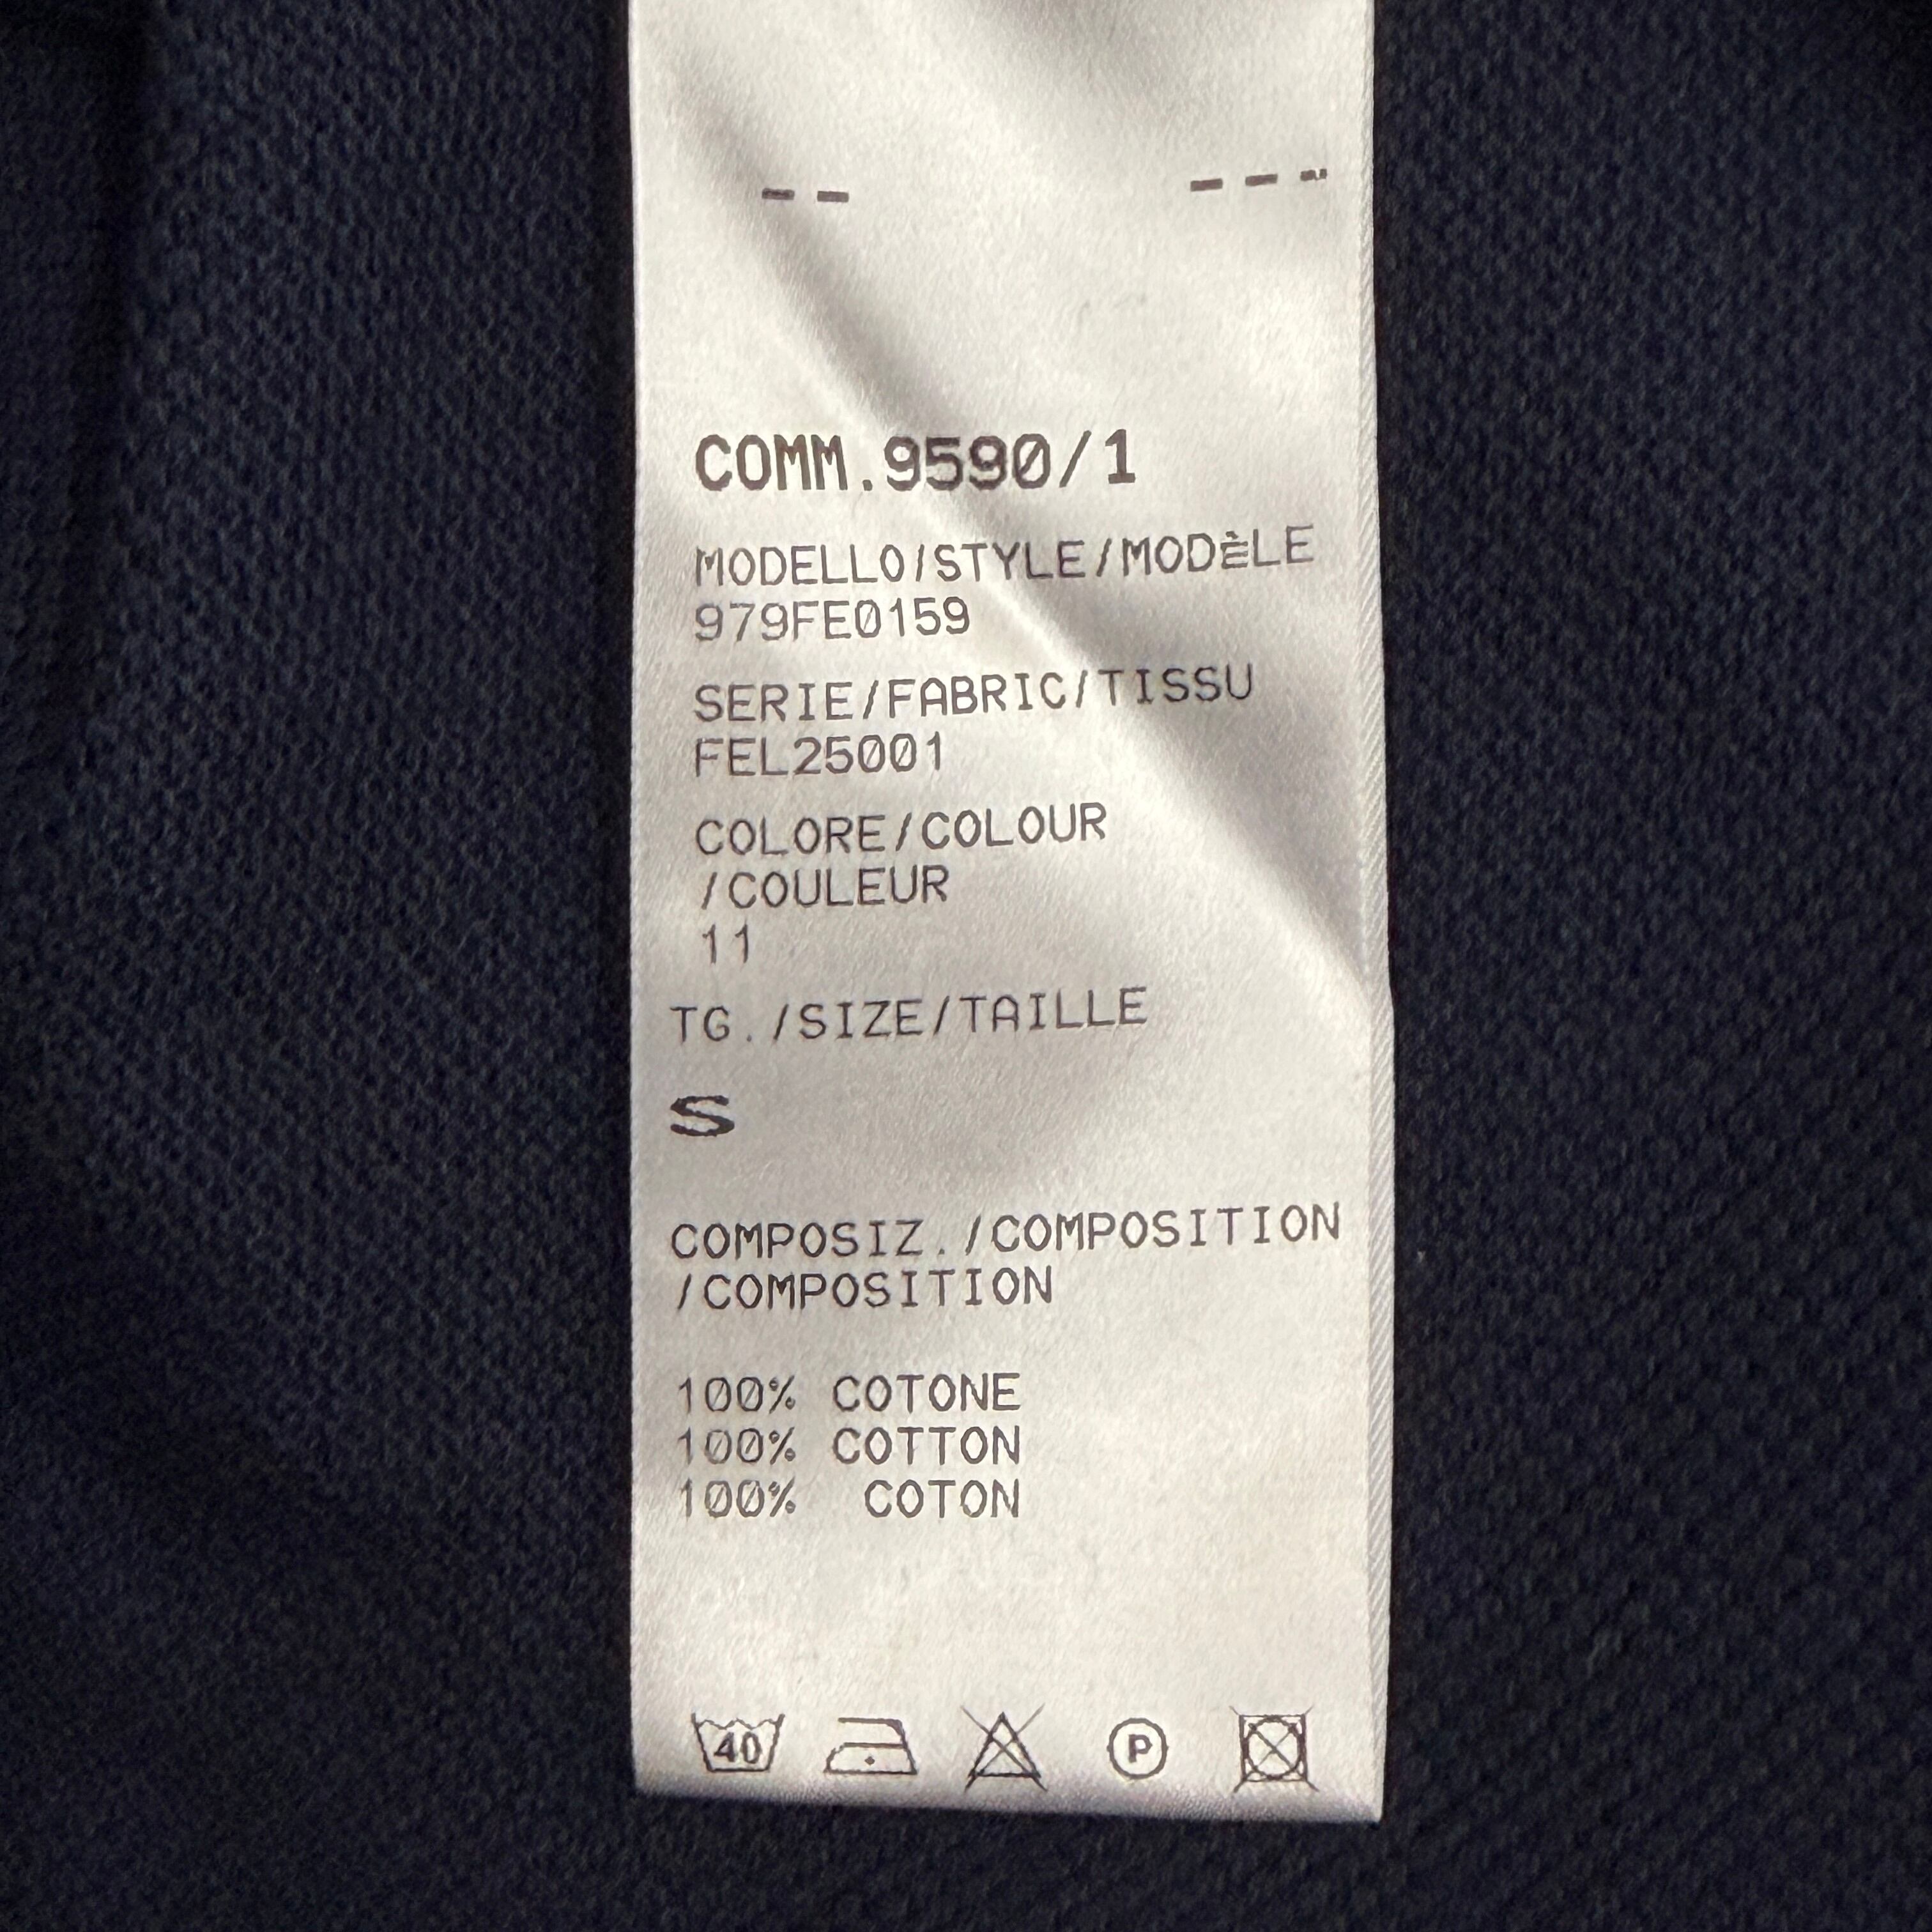 -- ---
COMM.9590/1
MODELLO/STYLE/MODÈLE
979FE0159
SERIE/FABRIC/TISSU
FEL25001
COLORE/COLOUR
/COULEUR
11
TG./SIZE/TAILLE
S
COMPOSIZ./COMPOSITION
/COMPOSITION
100% COTONE
100% COTTON
100% COTON
40 P